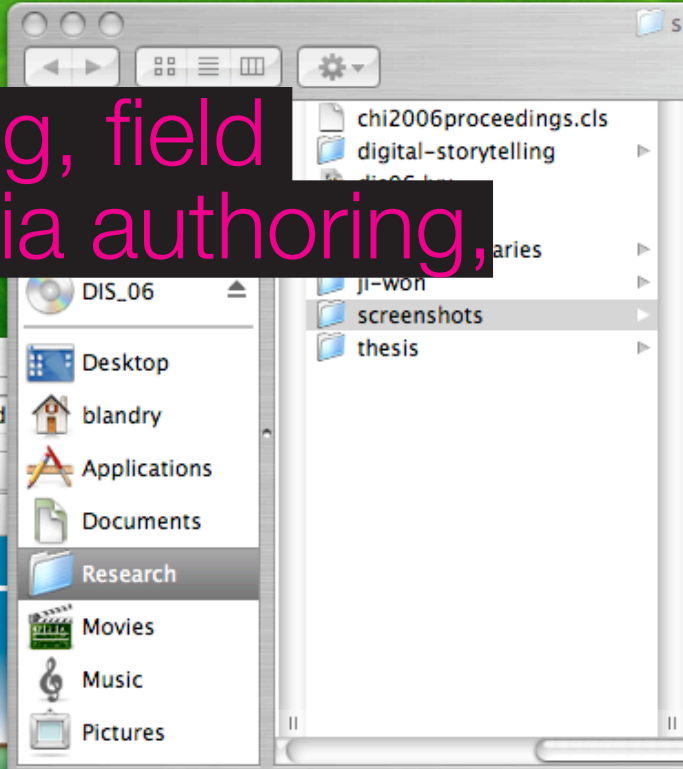 s
chi2006proceedings.cls
g, field
digital-storytelling
ia authoring,
aries
DIS_06
ji-won
screenshots
Desktop
thesis
blandry
Applications
Documents
Research
Movies
Music
Pictures